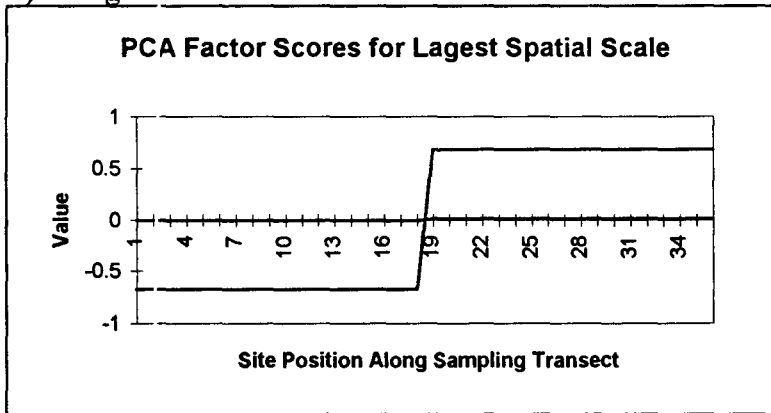 PCA Factor Scores for Lagest Spatial Scale
1
0.5
0
-0.5
-1
Value
1 4 7 10 13 16 19 22 25 28 31 34
Site Position Along Sampling Transect